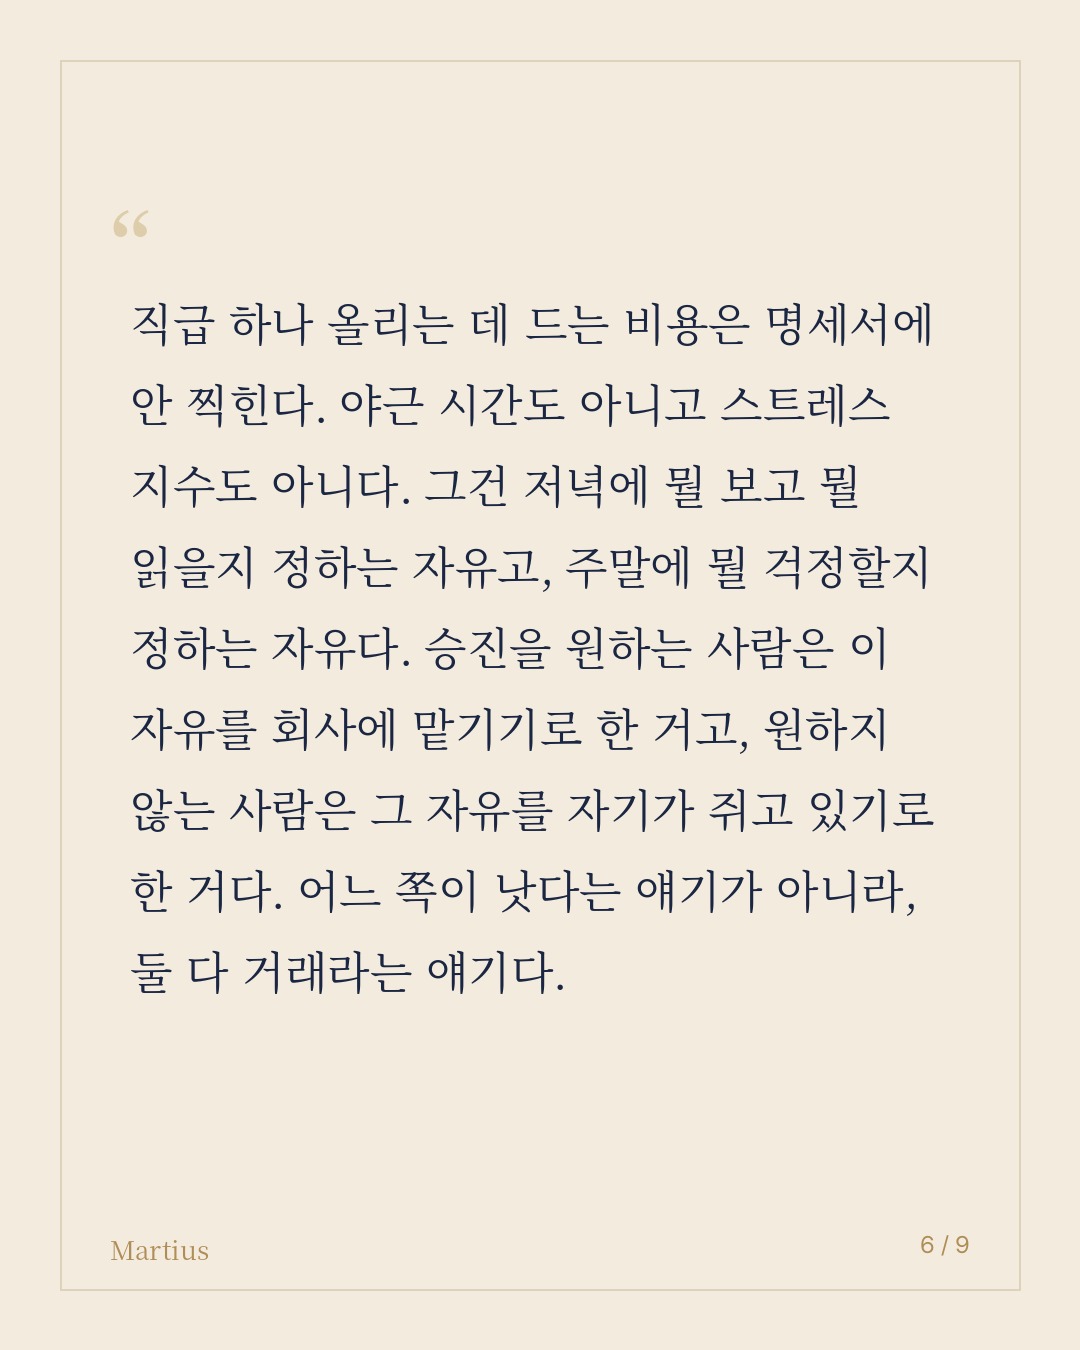 “
직급 하나 올리는 데 드는 비용은 명세서에
안 찍힌다. 야근 시간도 아니고 스트레스
지수도 아니다. 그건 저녁에 뭘 보고 뭘
읽을지 정하는 자유고, 주말에 뭘 걱정할지
정하는 자유다. 승진을 원하는 사람은 이
자유를 회사에 맡기기로 한 거고, 원하지
않는 사람은 그 자유를 자기가 쥐고 있기로
한 거다. 어느 쪽이 낫다는 얘기가 아니라,
둘 다 거래라는 얘기다.
Martius
6 / 9